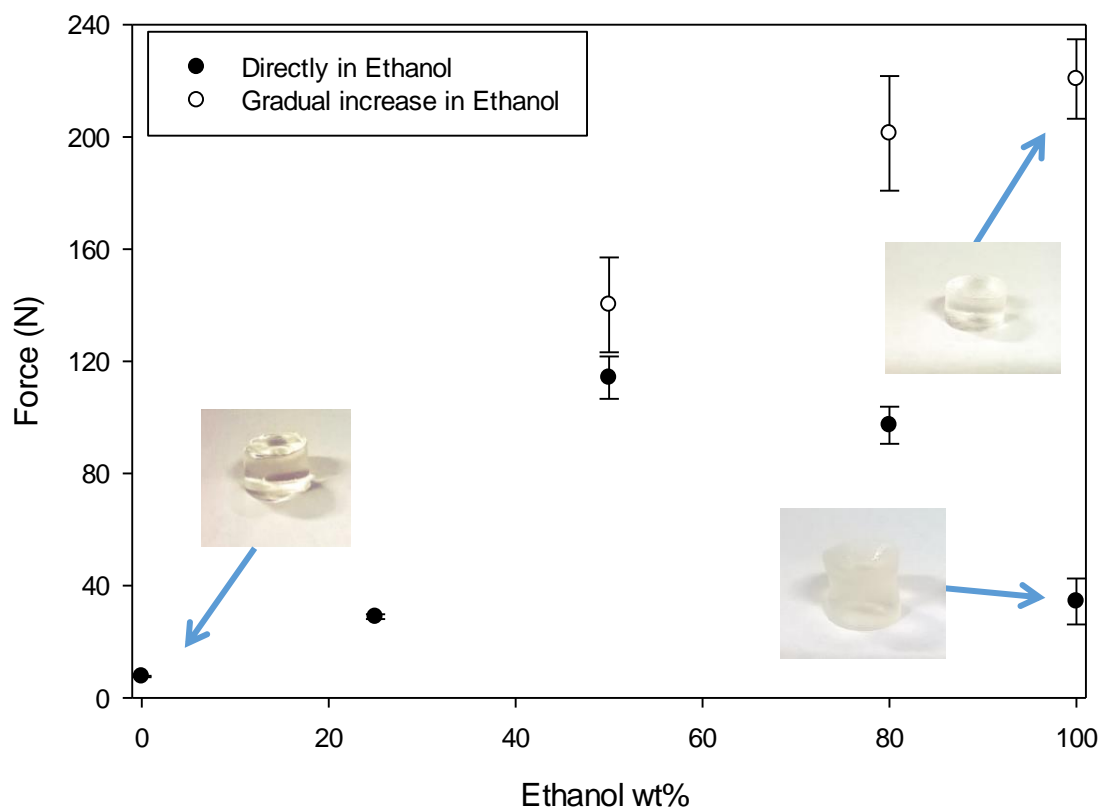 240
Directly in Ethanol
Gradual increase in Ethanol
200
160
120
80
40
0
Force (N)
0 20 40 60 80 100
Ethanol wt%